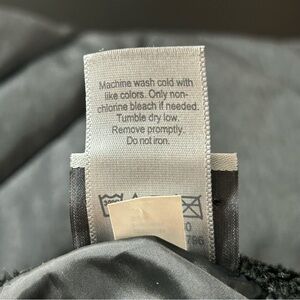 Machine wash cold with
like colors. Only non-
chlorine bleach if needed.
Tumble dry low.
Remove promptly.
Do not iron.